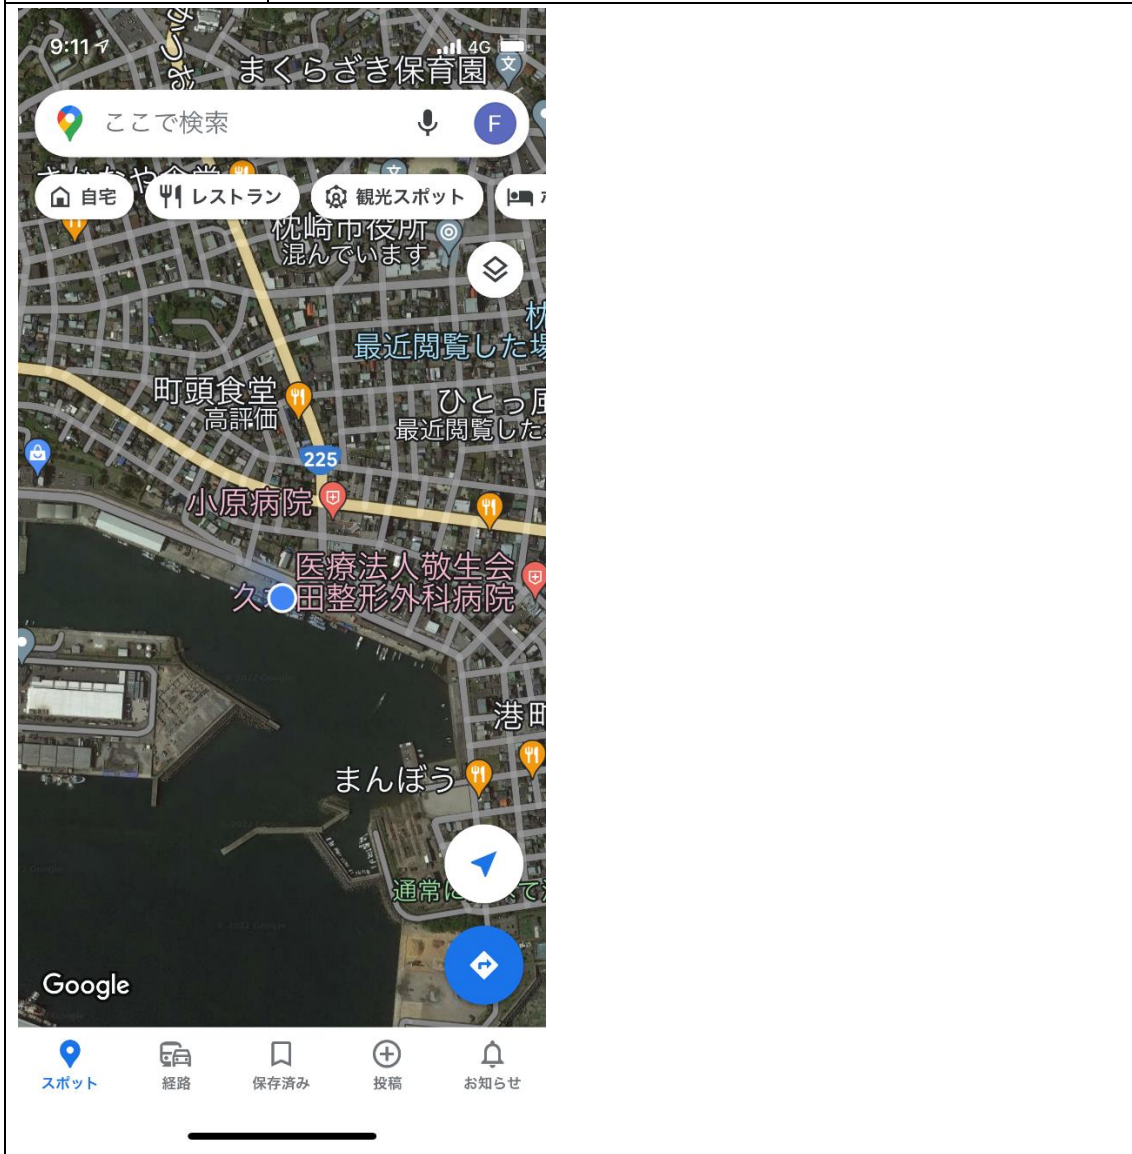 9:11
4G
まくらざき保育園
ここで検索
F
自宅
レストラン
観光スポット
枕崎市役所
混んでいます
枕
最近閲覧した場
町頭食堂
高評価
ひとっ風
最近閲覧した
225
小原病院
医療法人敬生会
久 田整形外科病院
港町
まんぼう
通常に て
Google
スポット
経路
保存済み
投稿
お知らせ